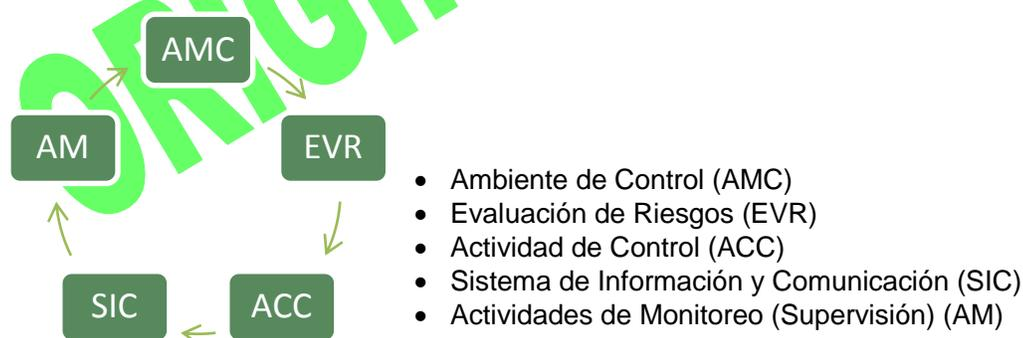 AMC
AM
EVR
SIC
ACC
• Ambiente de Control (AMC)
• Evaluación de Riesgos (EVR)
• Actividad de Control (ACC)
• Sistema de Información y Comunicación (SIC)
• Actividades de Monitoreo (Supervisión) (AM)